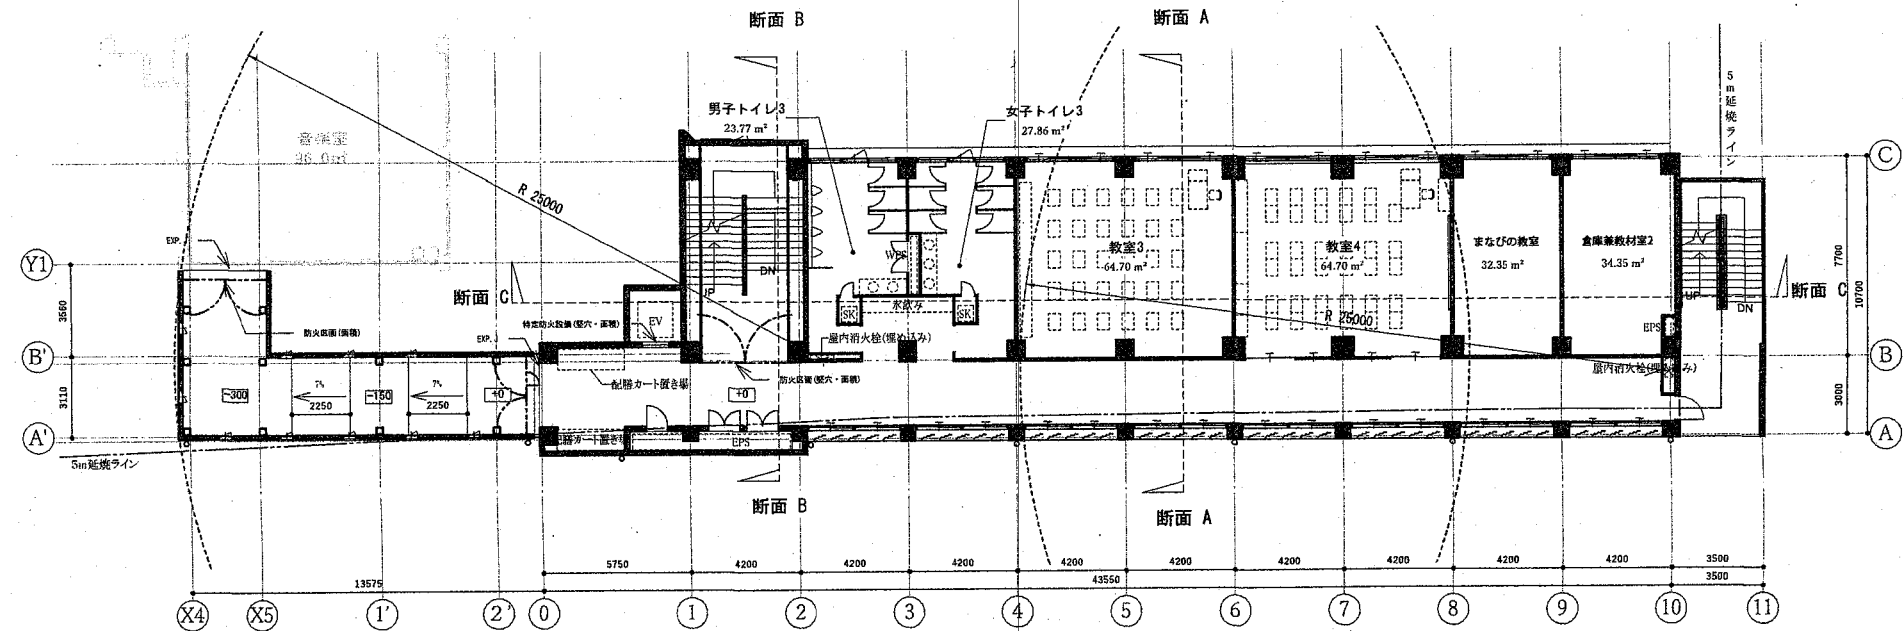 断面 B
断面 A
5m延焼ライン
男子トイレ3
23.77 m²
女子トイレ3
27.86 m²
音楽室
R 25000
C
EXP.
Y1
WPS
教室3
64.70 m²
教室4
64.70 m²
まなびの教室
32.35 m²
倉庫兼教材室2
34.35 m²
7700
10700
DN
UP
断面 C
水飲み
SK
SK
UP
DN
断面 C
3560
防火区画(面積)
特定防火設備(竪穴・面積)
EV
EXP.
屋内消火栓(埋め込み)
R 25000
EPS
B'
B
防火区画(竪穴・面積)
屋内消火栓(埋め込み)
配膳カート置き場
3110
-300
7%
2250
-150
7%
2250
+0
+0
3000
A'
配膳カート置き場
EPS
A
5m延焼ライン
断面 B
断面 A
5750
4200
4200
4200
4200
4200
4200
4200
4200
4200
3500
13575
43550
3500
X4
X5
1'
2'
0
1
2
3
4
5
6
7
8
9
10
11